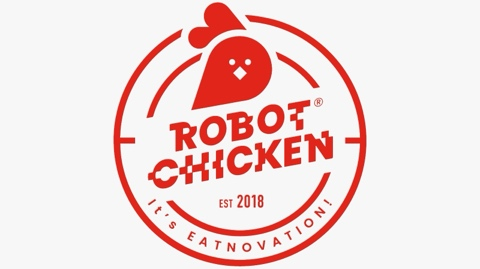 ROBOT®
CHICKEN
EST 2018
It's EATNOVATION!